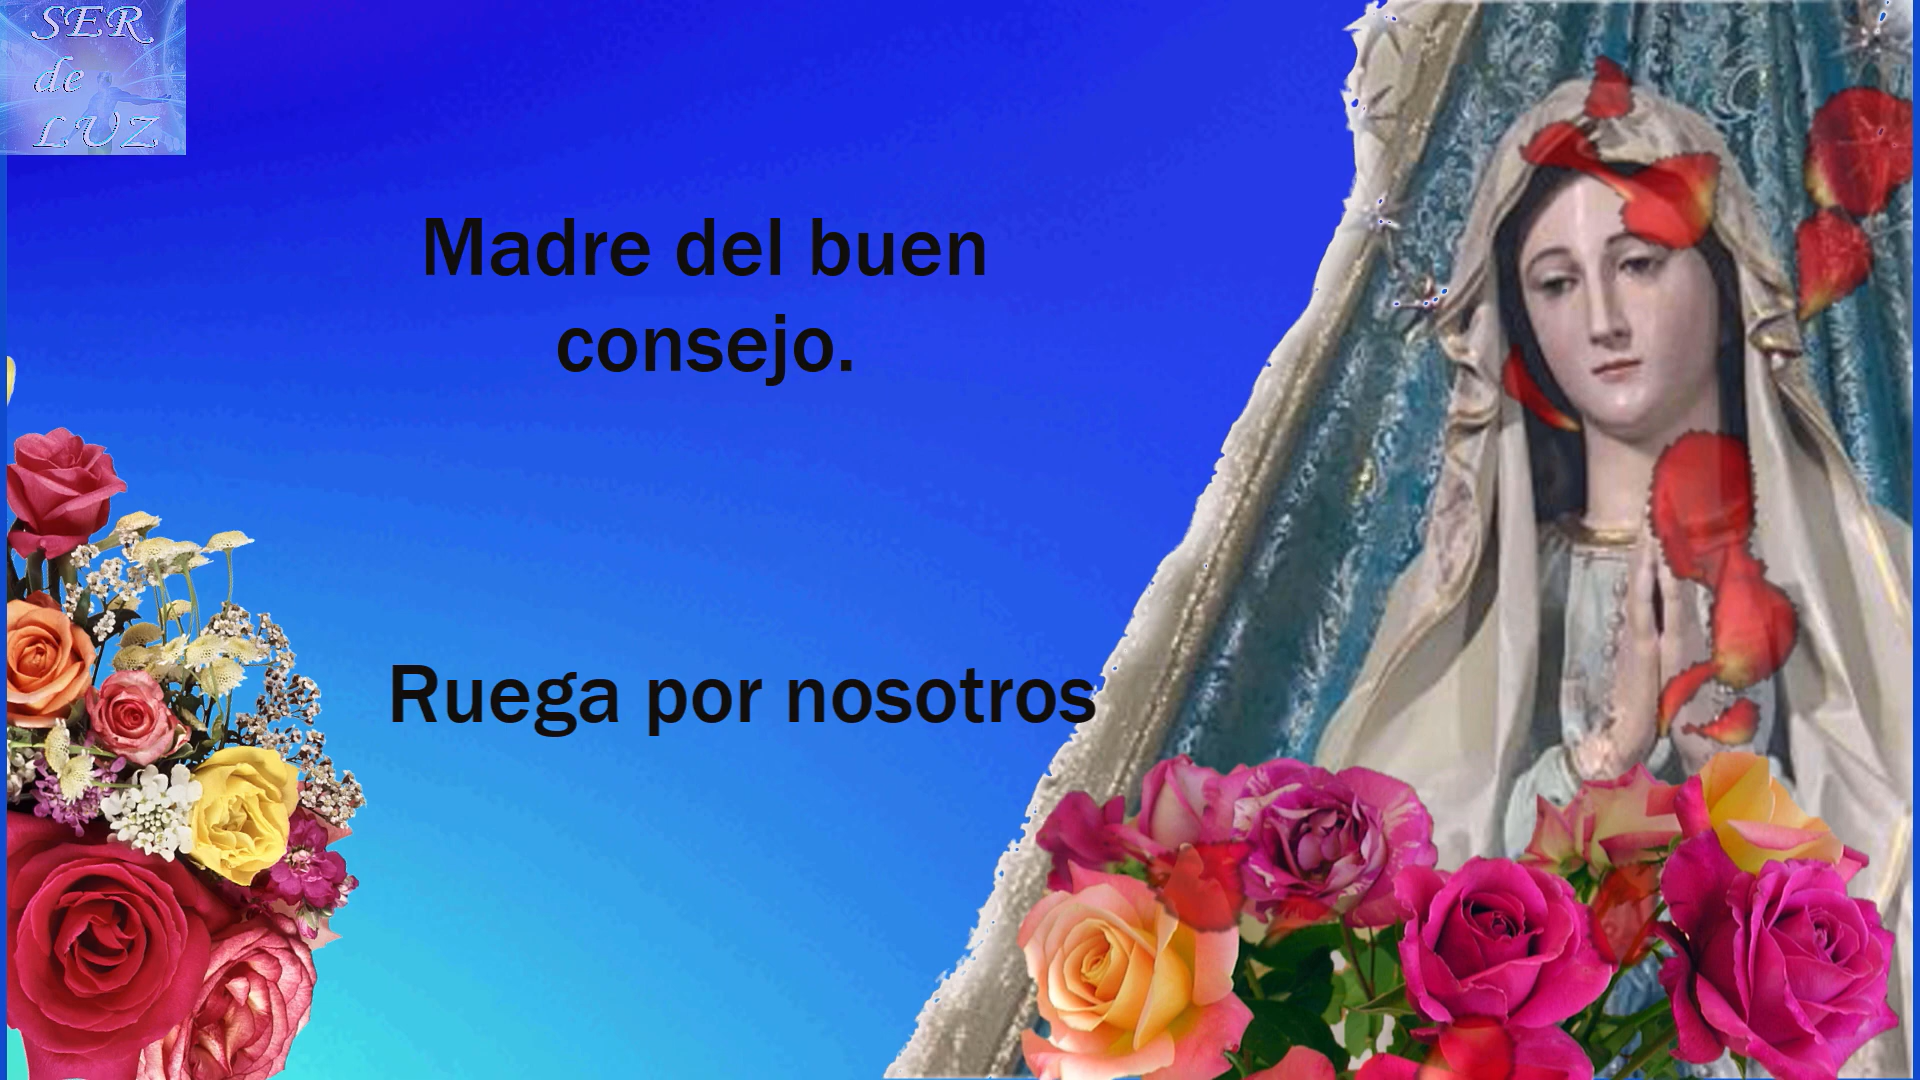 SER
de
LUZ
Madre del buen
consejo.
Ruega por nosotros